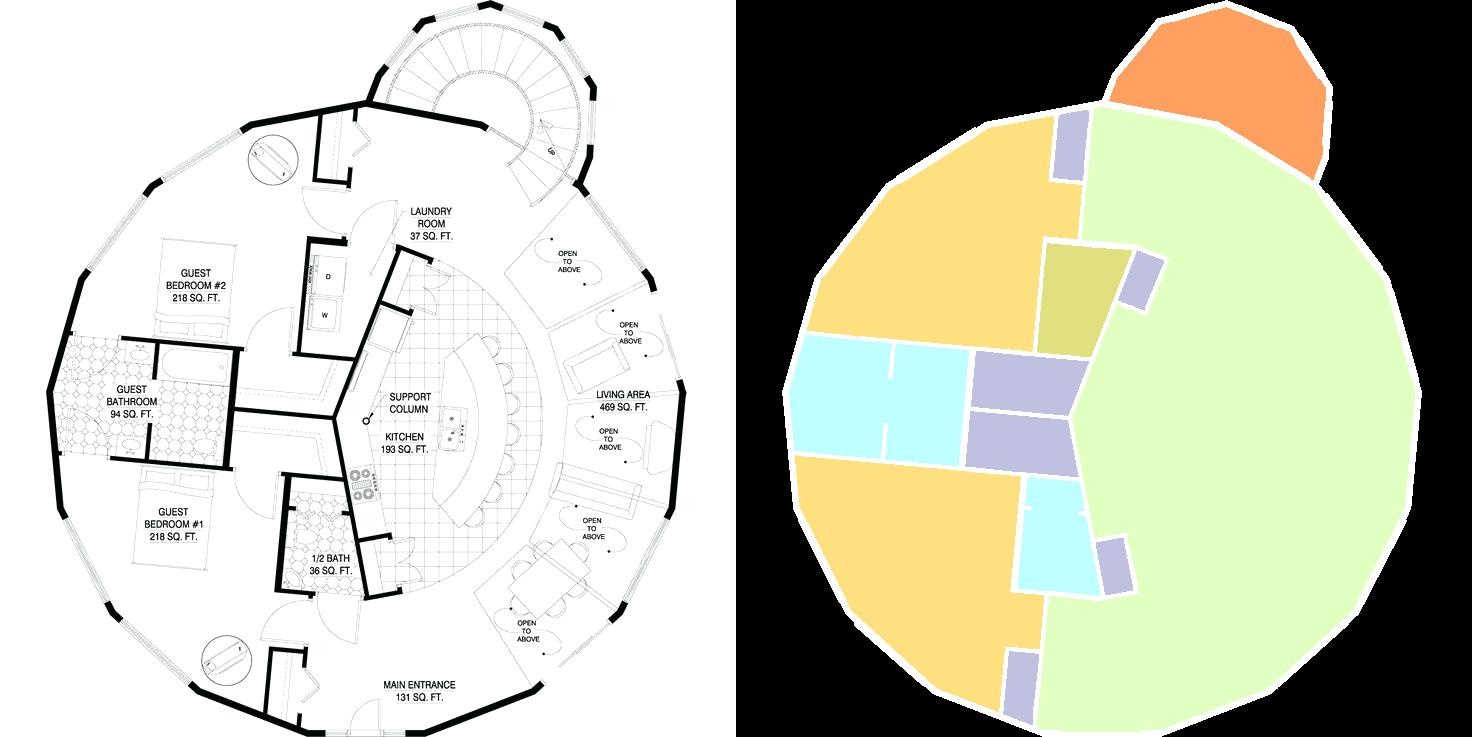 UP
LAUNDRY
ROOM
37 SQ. FT.
OPEN
TO
ABOVE
GUEST
BEDROOM #2
218 SQ. FT.
D
W
OPEN
TO
ABOVE
GUEST
BATHROOM
94 SQ. FT.
SUPPORT
COLUMN
LIVING AREA
469 SQ. FT.
KITCHEN
193 SQ. FT.
OPEN
TO
ABOVE
GUEST
BEDROOM #1
218 SQ. FT.
OPEN
TO
ABOVE
1/2 BATH
36 SQ. FT.
OPEN
TO
ABOVE
MAIN ENTRANCE
131 SQ. FT.